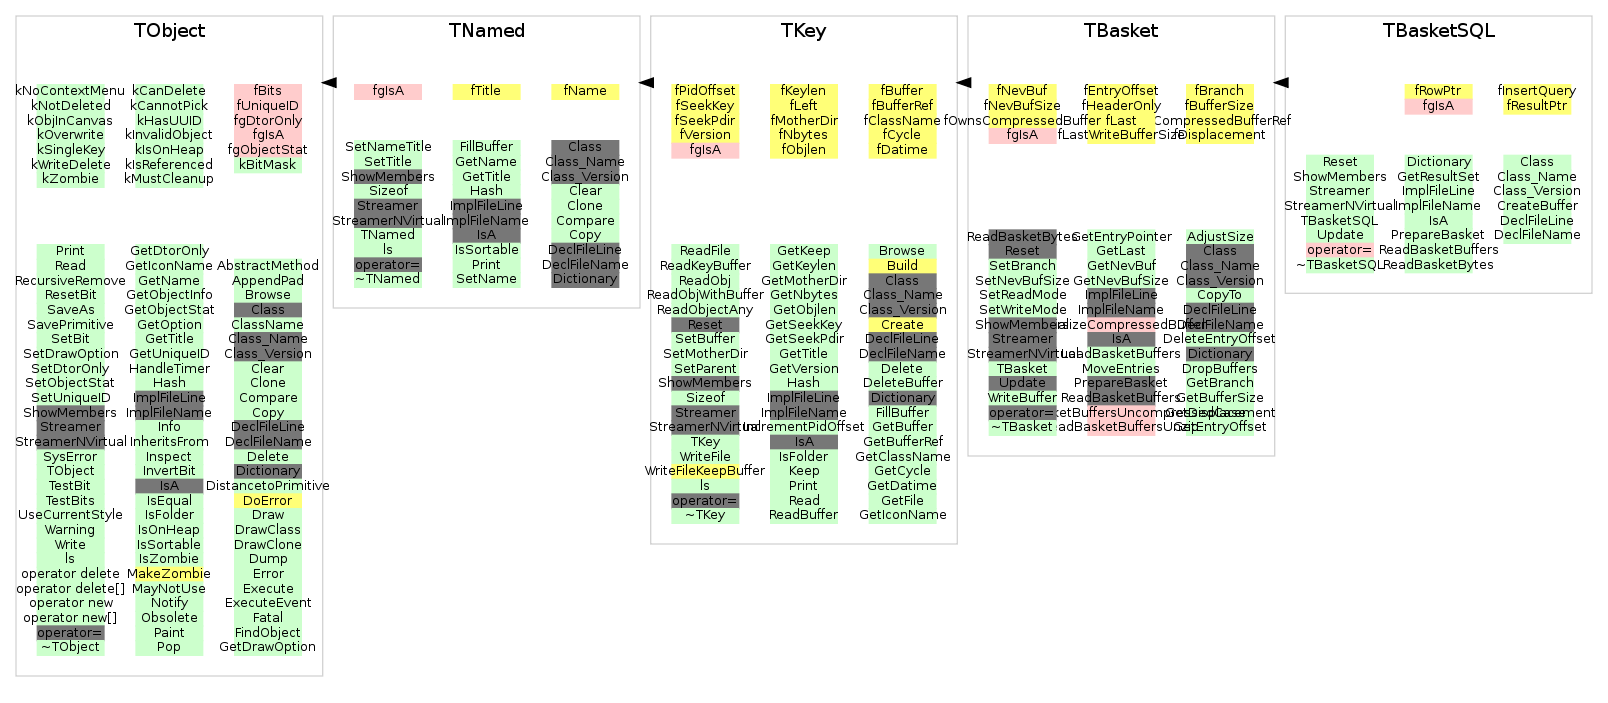 TObject
kNoContextMenu
kNotDeleted
kObjInCanvas
kOverwrite
kSingleKey
kWriteDelete
kZombie
kCanDelete
kCannotPick
kHasUUID
kInvalidObject
kIsOnHeap
kIsReferenced
kMustCleanup
fBits
fUniqueID
fgDtorOnly
fgIsA
fgObjectStat
kBitMask
Print
Read
RecursiveRemove
ResetBit
SaveAs
SavePrimitive
SetBit
SetDrawOption
SetDtorOnly
SetObjectStat
SetUniqueID
ShowMembers
Streamer
StreamerNVirtual
SysError
TObject
TestBit
TestBits
UseCurrentStyle
Warning
Write
ls
operator delete
operator delete[]
operator new
operator new[]
operator=
~TObject
GetDtorOnly
GetIconName
GetName
GetObjectInfo
GetObjectStat
GetOption
GetTitle
GetUniqueID
HandleTimer
Hash
ImplFileLine
ImplFileName
Info
InheritsFrom
Inspect
InvertBit
IsA
IsEqual
IsFolder
IsOnHeap
IsSortable
IsZombie
MakeZombie
MayNotUse
Notify
Obsolete
Paint
Pop
AbstractMethod
AppendPad
Browse
Class
ClassName
Class_Name
Class_Version
Clear
Clone
Compare
Copy
DeclFileLine
DeclFileName
Delete
Dictionary
DistancetoPrimitive
DoError
Draw
DrawClass
DrawClone
Dump
Error
Execute
ExecuteEvent
Fatal
FindObject
GetDrawOption
TNamed
fgIsA
fTitle
fName
SetNameTitle
SetTitle
ShowMembers
Sizeof
Streamer
StreamerNVirtual
TNamed
ls
operator=
~TNamed
FillBuffer
GetName
GetTitle
Hash
ImplFileLine
ImplFileName
IsA
IsSortable
Print
SetName
Class
Class_Name
Class_Version
Clear
Clone
Compare
Copy
DeclFileLine
DeclFileName
Dictionary
TKey
fPidOffset
fSeekKey
fSeekPdir
fVersion
fgIsA
fKeylen
fLeft
fMotherDir
fNbytes
fObjlen
fBuffer
fBufferRef
fClassName
fCycle
fDatime
ReadFile
ReadKeyBuffer
ReadObj
ReadObjWithBuffer
ReadObjectAny
Reset
SetBuffer
SetMotherDir
SetParent
ShowMembers
Sizeof
Streamer
StreamerNVirtual
TKey
WriteFile
WriteFileKeepBuffer
ls
operator=
~TKey
GetKeep
GetKeylen
GetMotherDir
GetNbytes
GetObjlen
GetSeekKey
GetSeekPdir
GetTitle
GetVersion
Hash
ImplFileLine
ImplFileName
IncrementPidOffset
IsA
IsFolder
Keep
Print
Read
ReadBuffer
Browse
Build
Class
Class_Name
Class_Version
Create
DeclFileLine
DeclFileName
Delete
DeleteBuffer
Dictionary
FillBuffer
GetBuffer
GetBufferRef
GetClassName
GetCycle
GetDatime
GetFile
GetIconName
TBasket
fNevBuf
fNevBufSize
fOwnsCompressedBuffer
fgIsA
fEntryOffset
fHeaderOnly
fLast
fLastWriteBufferSize
fBranch
fBufferSize
CompressedBufferRef
fDisplacement
ReadBasketBytes
Reset
SetBranch
SetNevBufSize
SetReadMode
SetWriteMode
ShowMembers
Streamer
StreamerNVirtual
TBasket
Update
WriteBuffer
operator=
~TBasket
GetEntryPointer
GetLast
GetNevBuf
GetNevBufSize
ImplFileLine
ImplFileName
alizeCompressedBuffer
IsA
LoadBasketBuffers
MoveEntries
PrepareBasket
ReadBasketBuffers
ketBuffersUncompressedCase
adBasketBuffersUnzip
AdjustSize
Class
Class_Name
Class_Version
CopyTo
DeclFileLine
DeclFileName
DeleteEntryOffset
Dictionary
DropBuffers
GetBranch
GetBufferSize
GetDisplacement
GetEntryOffset
TBasketSQL
fRowPtr
fgIsA
fInsertQuery
fResultPtr
Reset
ShowMembers
Streamer
StreamerNVirtual
TBasketSQL
Update
operator=
~TBasketSQL
Dictionary
GetResultSet
ImplFileLine
ImplFileName
IsA
PrepareBasket
ReadBasketBuffers
ReadBasketBytes
Class
Class_Name
Class_Version
CreateBuffer
DeclFileLine
DeclFileName